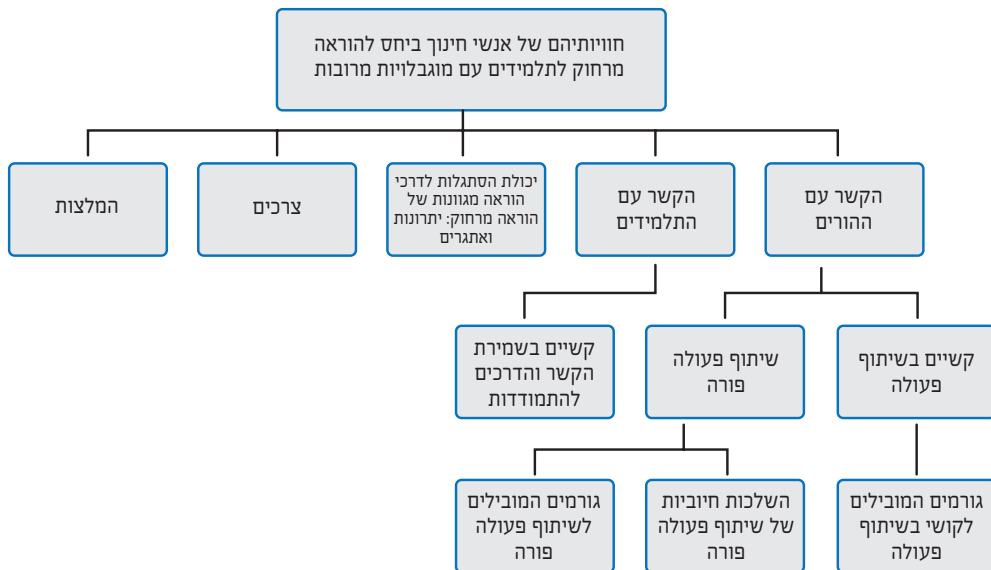 חוויותיהם של אנשי חינוך ביחס להוראה
מרחוק לתלמידים עם מוגבלויות מרובות
הקשר עם
ההורים
הקשר עם
התלמידים
יכולת הסתגלות לדרכי
הוראה מגוונות של
הוראה מרחוק: יתרונות
ואתגרים
צרכים
המלצות
קשיים בשיתוף
פעולה
שיתוף פעולה
פורה
קשיים בשמירת
הקשר והדרכים
להתמודדות
גורמים המובילים
לקושי בשיתוף
פעולה
השלכות חיוביות
של שיתוף פעולה
פורה
גורמים המובילים
לשיתוף פעולה
פורה